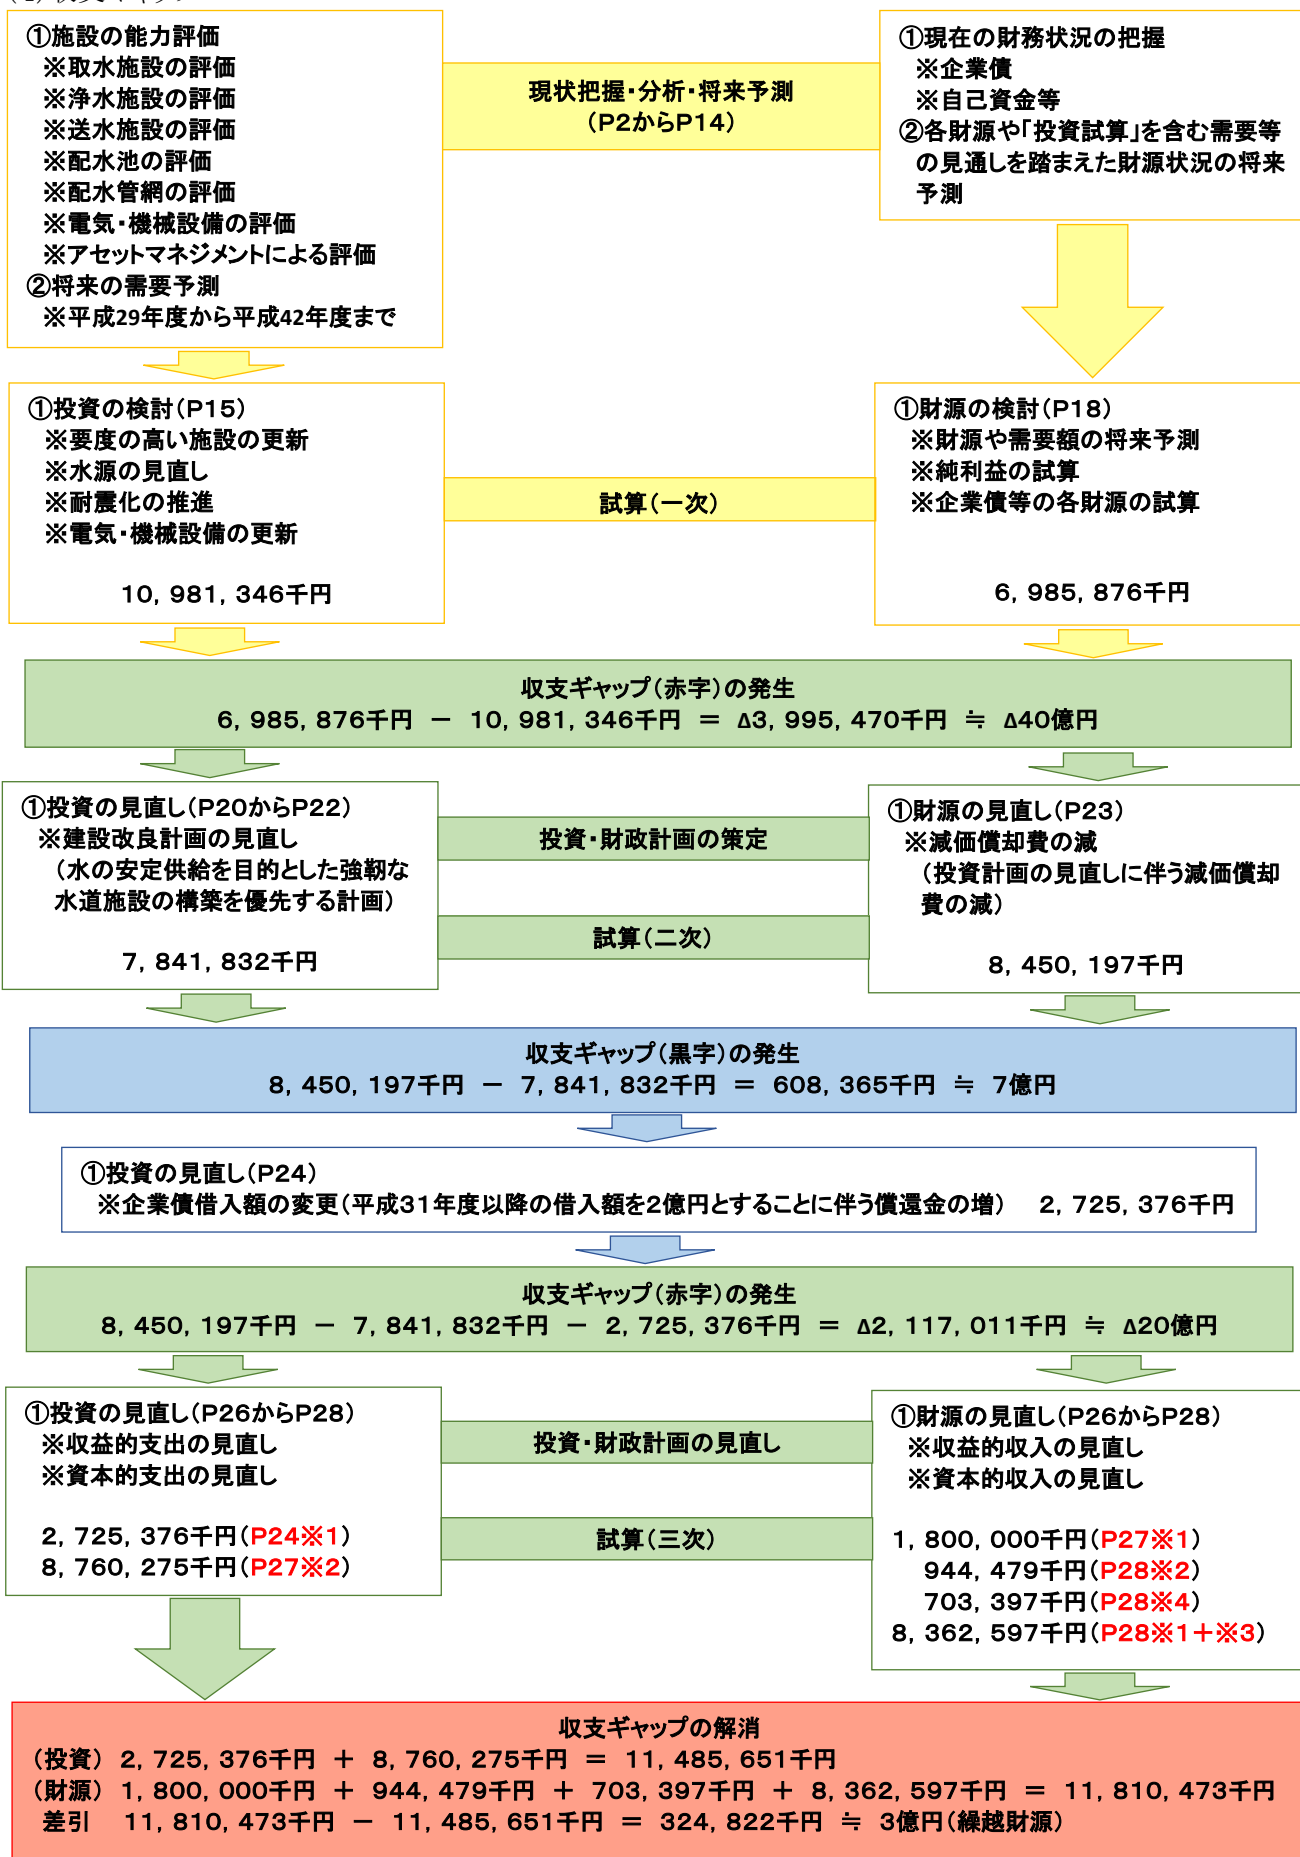 ①施設の能力評価
※取水施設の評価
※浄水施設の評価
※送水施設の評価
※配水池の評価
※配水管網の評価
※電気・機械設備の評価
※アセットマネジメントによる評価
②将来の需要予測
※平成29年度から平成42年度まで
現状把握・分析・将来予測
(P2からP14)
①現在の財務状況の把握
※企業債
※自己資金等
②各財源や「投資試算」を含む需要等
の見通しを踏まえた財源状況の将来
予測
①投資の検討(P15)
※要度の高い施設の更新
※水源の見直し
※耐震化の推進
※電気・機械設備の更新
10,981,346千円
試算(一次)
①財源の検討(P18)
※財源や需要額の将来予測
※純利益の試算
※企業債等の各財源の試算
6,985,876千円
収支ギャップ(赤字)の発生
6,985,876千円 － 10,981,346千円 ＝ Δ3,995,470千円 ≒ Δ40億円
①投資の見直し(P20からP22)
※建設改良計画の見直し
(水の安定供給を目的とした強靭な
水道施設の構築を優先する計画)
7,841,832千円
投資・財政計画の策定
試算(二次)
①財源の見直し(P23)
※減価償却費の減
(投資計画の見直しに伴う減価償却
費の減)
8,450,197千円
収支ギャップ(黒字)の発生
8,450,197千円 － 7,841,832千円 ＝ 608,365千円 ≒ 7億円
①投資の見直し(P24)
※企業債借入額の変更(平成31年度以降の借入額を2億円とすることに伴う償還金の増) 2,725,376千円
収支ギャップ(赤字)の発生
8,450,197千円 － 7,841,832千円 － 2,725,376千円 ＝ Δ2,117,011千円 ≒ Δ20億円
①投資の見直し(P26からP28)
※収益的支出の見直し
※資本的支出の見直し
2,725,376千円(P24※1)
8,760,275千円(P27※2)
投資・財政計画の見直し
試算(三次)
①財源の見直し(P26からP28)
※収益的収入の見直し
※資本的収入の見直し
1,800,000千円(P27※1)
944,479千円(P28※2)
703,397千円(P28※4)
8,362,597千円(P28※1＋※3)
収支ギャップの解消
(投資) 2,725,376千円 ＋ 8,760,275千円 ＝ 11,485,651千円
(財源) 1,800,000千円 ＋ 944,479千円 ＋ 703,397千円 ＋ 8,362,597千円 ＝ 11,810,473千円
差引 11,810,473千円 － 11,485,651千円 ＝ 324,822千円 ≒ 3億円(繰越財源)